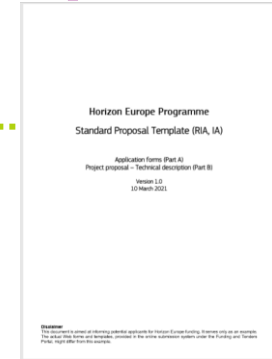 Horizon Europe Programme
Standard Proposal Template (RIA, IA)
Application forms (Part A)
Project proposal – Technical description (Part B)
Version 1.0
10 March 2021
Disclaimer
This document is aimed at informing potential applicants for Horizon Europe funding. It serves only as an example.
The actual Web forms and templates, provided in the online submission system under the Funding and Tenders
Portal, might differ from this example.